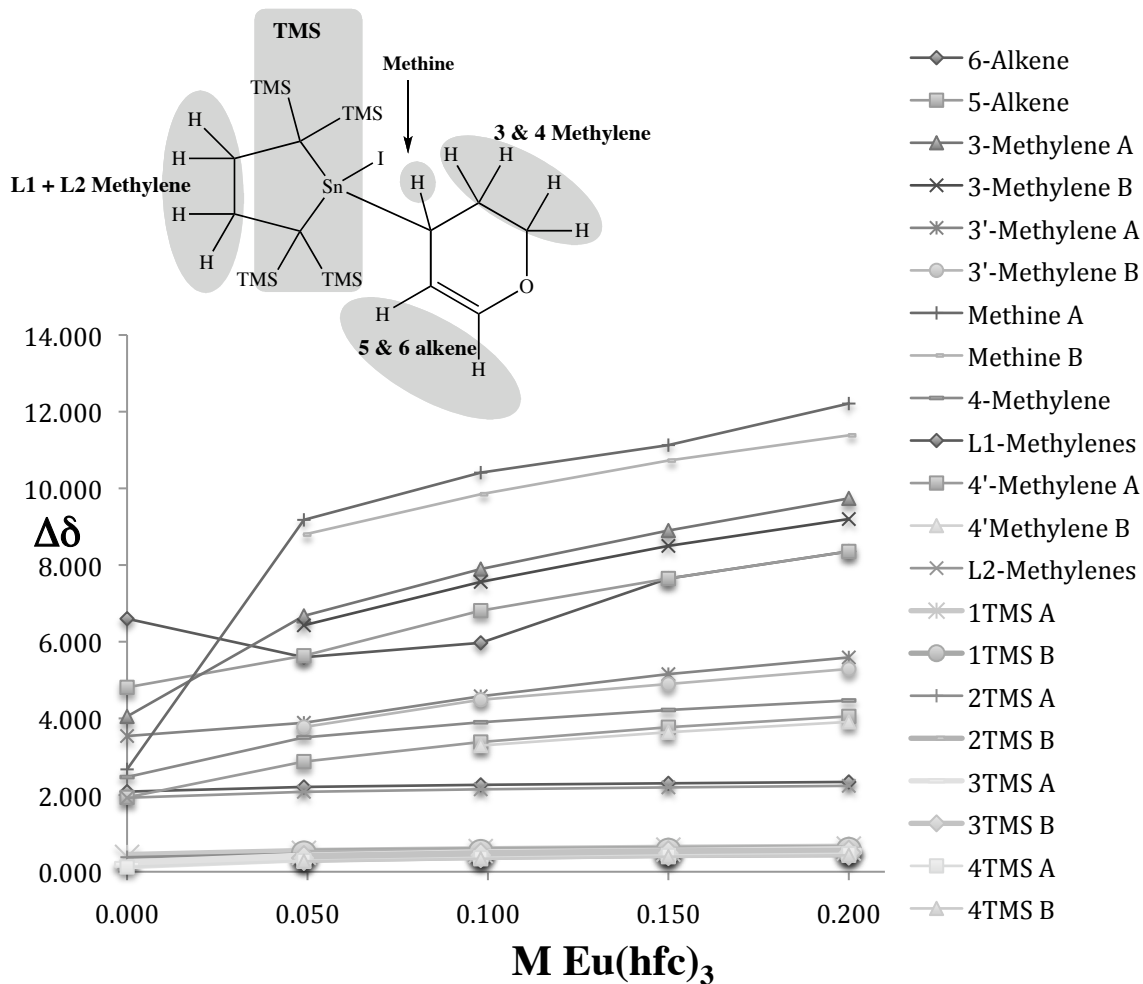 TMS
Methine
TMS
TMS
3 & 4 Methylene
H
H
H
H
H
I
H
L1 + L2 Methylene
Sn
H
H
H
TMS
TMS
O
H
5 & 6 alkene
H
14.000
12.000
10.000
Δδ
8.000
6.000
4.000
2.000
0.000
0.000
0.050
0.100
0.150
0.200
M Eu(hfc)3
6-Alkene
5-Alkene
3-Methylene A
3-Methylene B
3'-Methylene A
3'-Methylene B
Methine A
Methine B
4-Methylene
L1-Methylenes
4'-Methylene A
4'Methylene B
L2-Methylenes
1TMS A
1TMS B
2TMS A
2TMS B
3TMS A
3TMS B
4TMS A
4TMS B